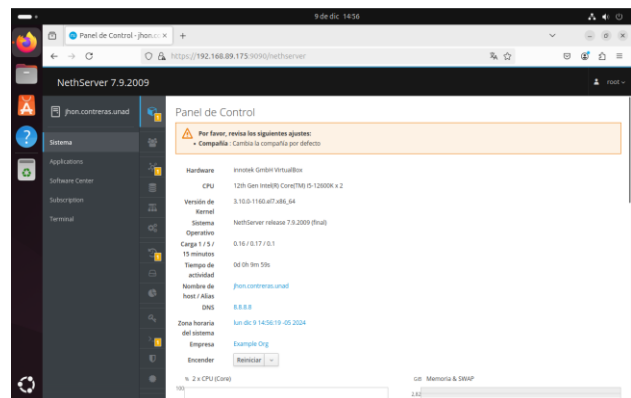 9 de dic 14:56
Panel de Control - jhon.co
https://192.168.89.175:9090/nethserver
NethServer 7.9.2009
root
jhon.contreras.unad
Sistema
Applications
Software Center
Subscription
Terminal
Panel de Control
Por favor, revisa los siguientes ajustes:
• Compañía : Cambia la compañía por defecto
Hardware innotek GmbH VirtualBox
CPU 12th Gen Intel(R) Core(TM) i5-12600K x 2
Versión de 3.10.0-1160.el7.x86_64
Kernel
Sistema NethServer release 7.9.2009 (final)
Operativo
Carga 1 / 5 / 0.16 / 0.17 / 0.1
15 minutos
Tiempo de 0d 0h 9m 59s
actividad
Nombre de jhon.contreras.unad
host / Alias
DNS 8.8.8.8
Zona horaria lun dic 9 14:56:19 -05 2024
del sistema
Empresa Example Org
Encender Reiniciar
% 2 x CPU (Core) GB Memoria & SWAP
100